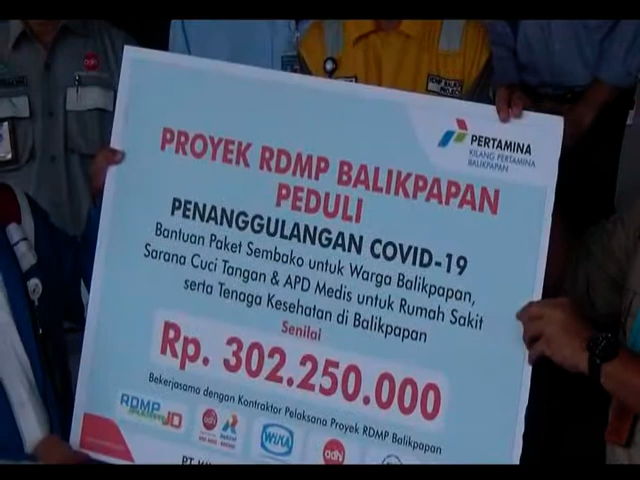 PERTAMINA
KILANG PERTAMINA
BALIKPAPAN
PROYEK RDMP BALIKPAPAN
PEDULI
PENANGGULANGAN COVID-19
Bantuan Paket Sembako untuk Warga Balikpapan,
Sarana Cuci Tangan & APD Medis untuk Rumah Sakit
serta Tenaga Kesehatan di Balikpapan
Senilai
Rp. 302.250.000
Bekerjasama dengan Kontraktor Pelaksana Proyek RDMP Balikpapan
RDMP
JO
adhi
WIKA
adhi
adhi